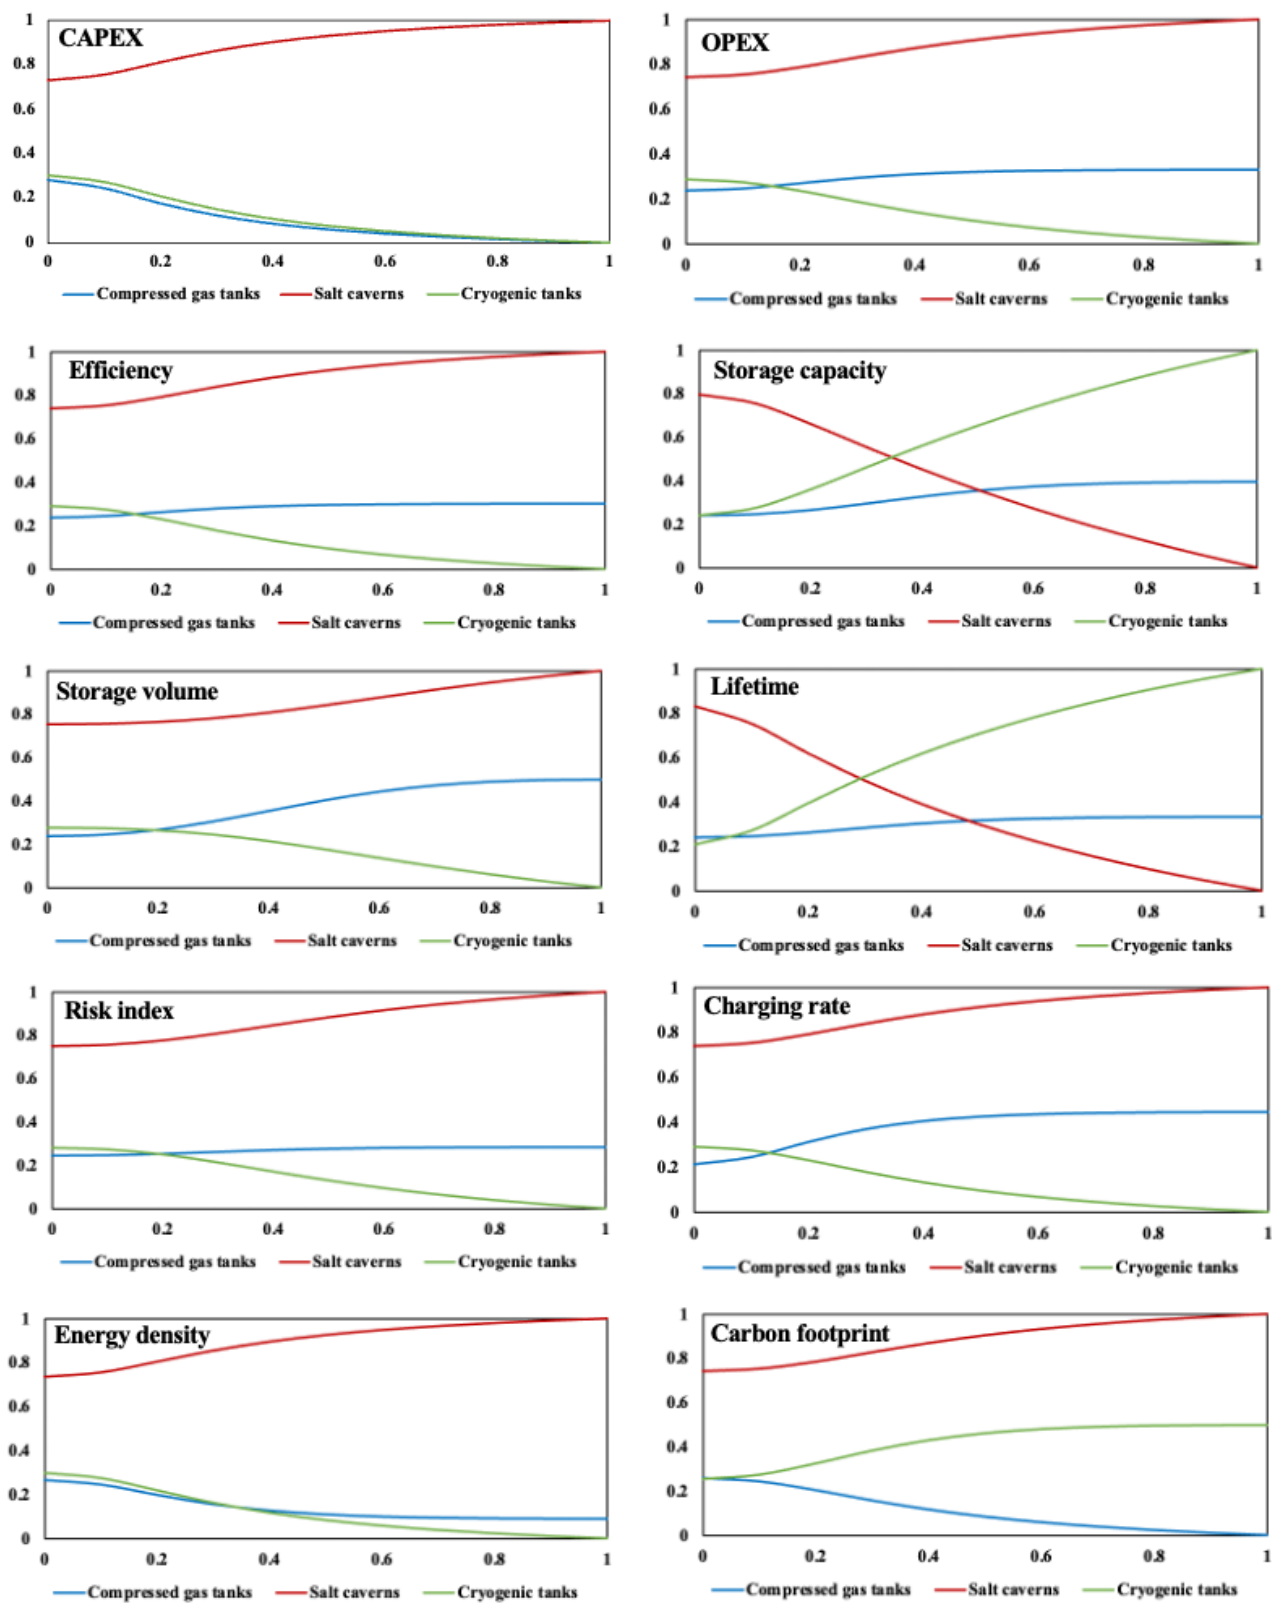 CAPEX
1
0.8
0.6
0.4
0.2
0
0 0.2 0.4 0.6 0.8 1
Compressed gas tanks Salt caverns Cryogenic tanks
OPEX
1
0.8
0.6
0.4
0.2
0
0 0.2 0.4 0.6 0.8 1
Compressed gas tanks Salt caverns Cryogenic tanks
Efficiency
1
0.8
0.6
0.4
0.2
0
0 0.2 0.4 0.6 0.8 1
Compressed gas tanks Salt caverns Cryogenic tanks
Storage capacity
1
0.8
0.6
0.4
0.2
0
0 0.2 0.4 0.6 0.8 1
Compressed gas tanks Salt caverns Cryogenic tanks
Storage volume
1
0.8
0.6
0.4
0.2
0
0 0.2 0.4 0.6 0.8 1
Compressed gas tanks Salt caverns Cryogenic tanks
Lifetime
1
0.8
0.6
0.4
0.2
0
0 0.2 0.4 0.6 0.8 1
Compressed gas tanks Salt caverns Cryogenic tanks
Risk index
1
0.8
0.6
0.4
0.2
0
0 0.2 0.4 0.6 0.8 1
Compressed gas tanks Salt caverns Cryogenic tanks
Charging rate
1
0.8
0.6
0.4
0.2
0
0 0.2 0.4 0.6 0.8 1
Compressed gas tanks Salt caverns Cryogenic tanks
Energy density
1
0.8
0.6
0.4
0.2
0
0 0.2 0.4 0.6 0.8 1
Compressed gas tanks Salt caverns Cryogenic tanks
Carbon footprint
1
0.8
0.6
0.4
0.2
0
0 0.2 0.4 0.6 0.8 1
Compressed gas tanks Salt caverns Cryogenic tanks